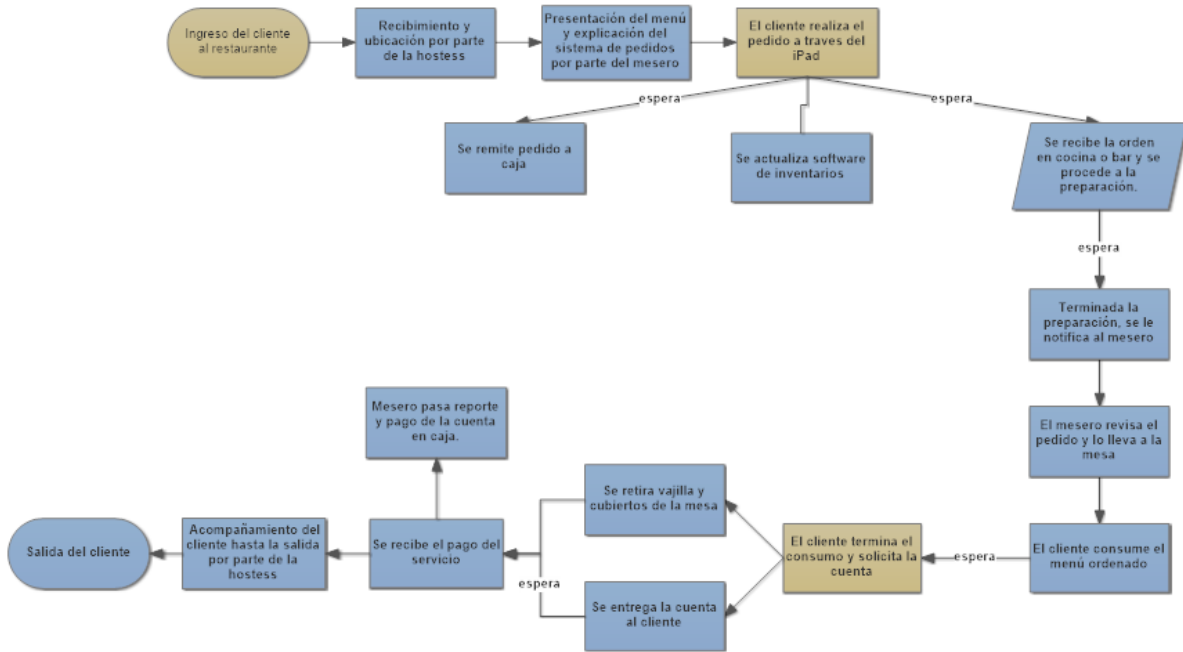 Ingreso del cliente
al restaurante
Recibimiento y
ubicación por parte
de la hostess
Presentación del menú
y explicación del
sistema de pedidos
por parte del mesero
El cliente realiza el
pedido a traves del
iPad
espera
espera
Se remite pedido a
caja
Se actualiza software
de inventarios
Se recibe la orden
en cocina o bar y se
procede a la
preparación.
espera
Terminada la
preparación, se le
notifica al mesero
El mesero revisa el
pedido y lo lleva a la
mesa
El cliente consume el
menú ordenado
espera
El cliente termina el
consumo y solicita la
cuenta
Se retira vajilla y
cubiertos de la mesa
Se entrega la cuenta
al cliente
espera
Se recibe el pago del
servicio
Mesero pasa reporte
y pago de la cuenta
en caja.
Acompañamiento del
cliente hasta la salida
por parte de la
hostess
Salida del cliente